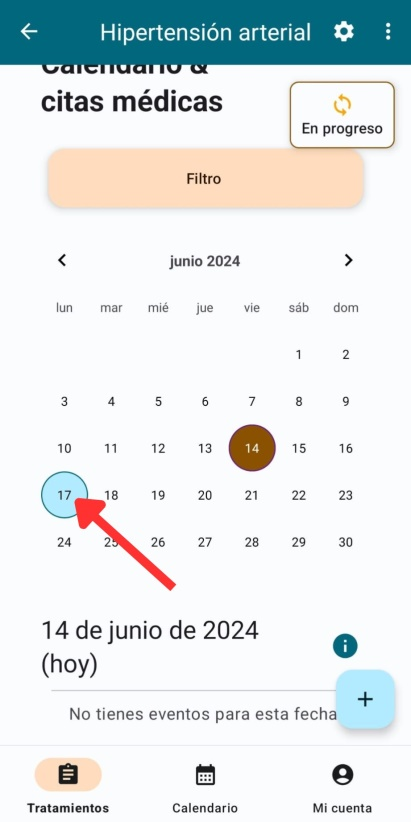 Hipertensión arterial
Calendario &
citas médicas
En progreso
Filtro
junio 2024
lun mar mié jue vie sáb dom
1 2
3 4 5 6 7 8 9
10 11 12 13 14 15 16
17 18 19 20 21 22 23
24 25 26 27 28 29 30
14 de junio de 2024
(hoy)
No tienes eventos para esta fecha
Tratamientos Calendario Mi cuenta